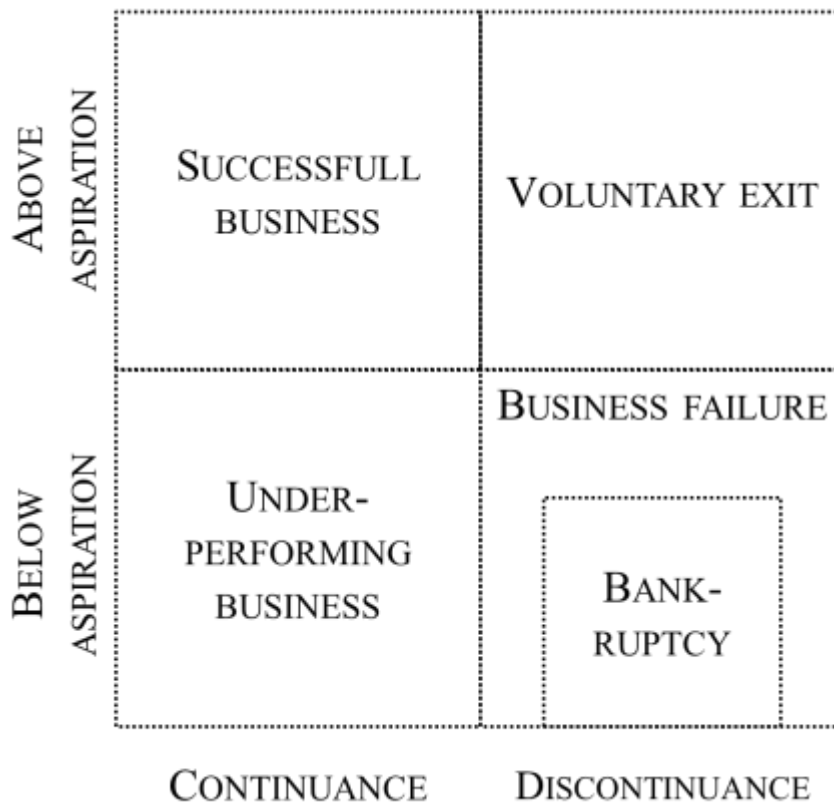 ABOVE
ASPIRATION
SUCCESSFULL
BUSINESS
VOLUNTARY EXIT
BELOW
ASPIRATION
UNDER-
PERFORMING
BUSINESS
BUSINESS FAILURE
BANK-
RUPTCY
CONTINUANCE
DISCONTINUANCE